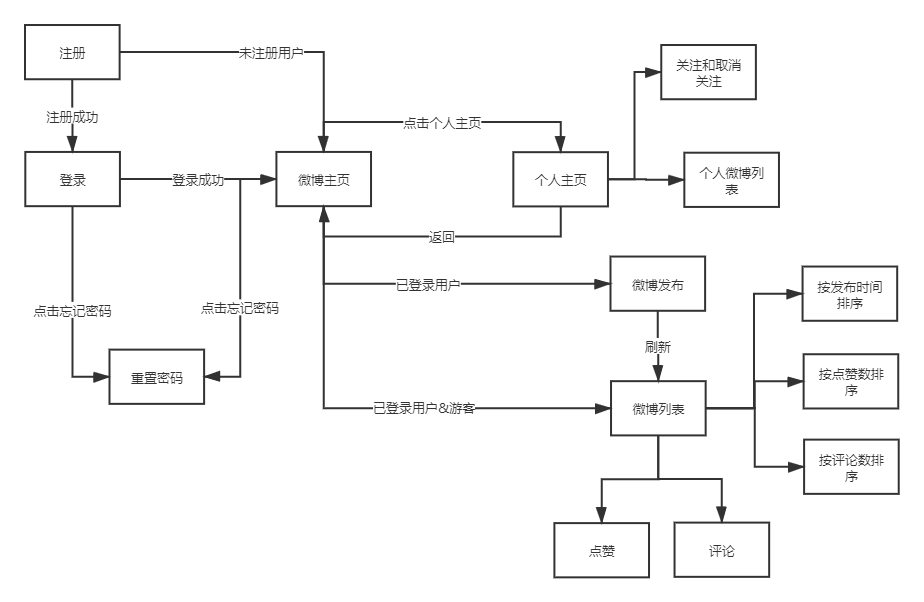 注册
未注册用户
关注和取消
关注
注册成功
点击个人主页
登录
登录成功
微博主页
个人主页
个人微博列
表
返回
已登录用户
微博发布
按发布时间
排序
点击忘记密码
点击忘记密码
刷新
重置密码
按点赞数排
序
已登录用户&游客
微博列表
按评论数排
序
点赞
评论